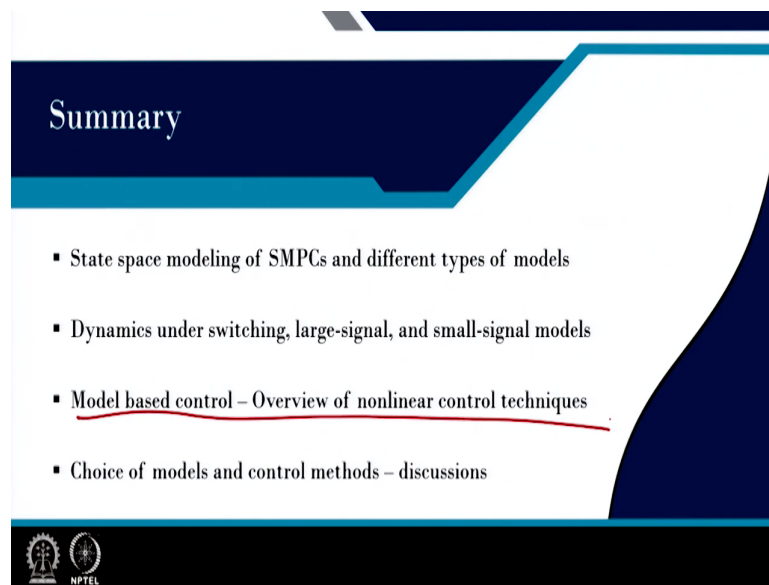 Summary
▪ State space modeling of SMPCs and different types of models
▪ Dynamics under switching, large-signal, and small-signal models
▪ Model based control – Overview of nonlinear control techniques
▪ Choice of models and control methods – discussions
NPTEL